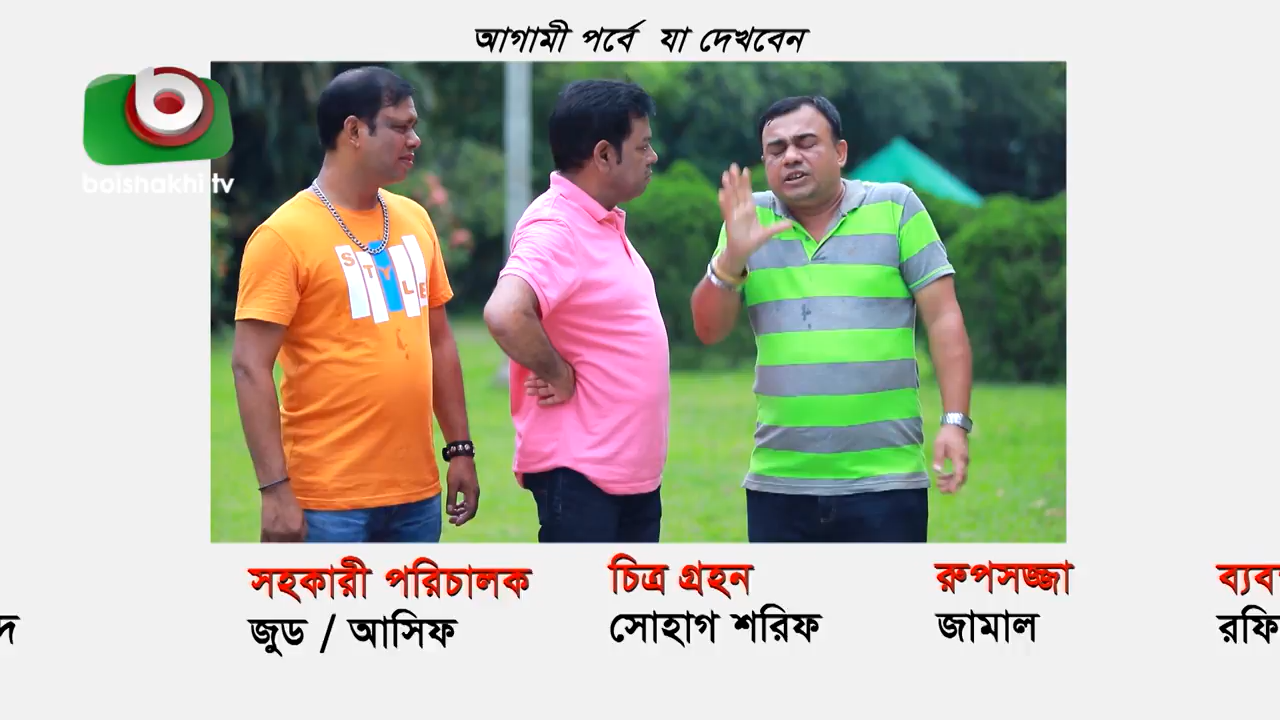 আগামী পর্বে যা দেখবেন
boishakhi tv
STYLE
সহকারী পরিচালক
জুড / আসিফ
চিত্র গ্রহন
সোহাগ শরিফ
রুপসজ্জা
জামাল